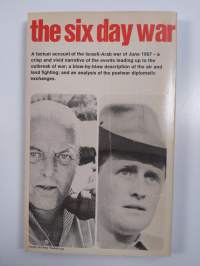 the six day war
A factual account of the Israeli-Arab war of June 1967 – a
crisp and vivid narrative of the events leading up to the
outbreak of war; a blow-by-blow description of the air and
land fighting; and an analysis of the postwar diplomatic
exchanges.